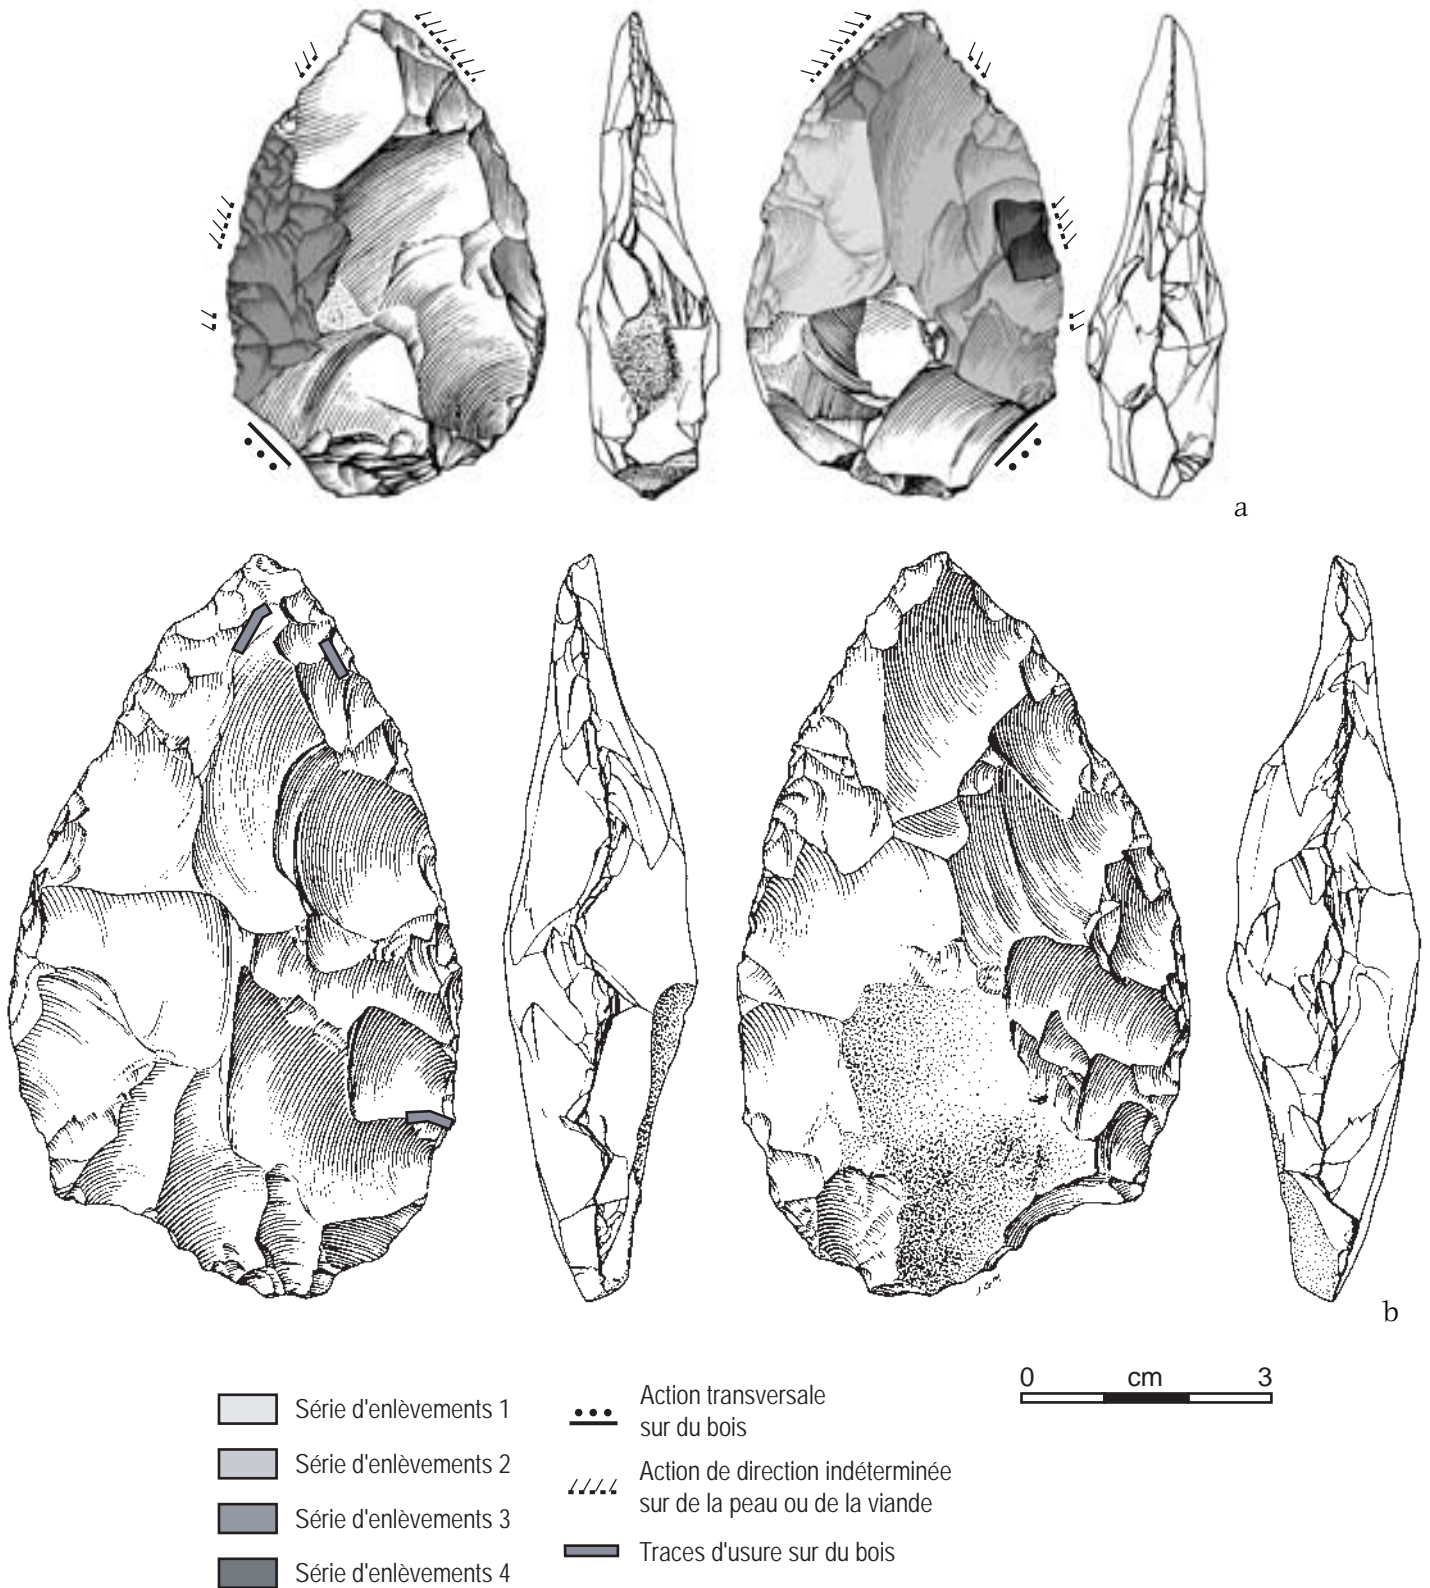 a
b
0 cm 3
Série d'enlèvements 1
Série d'enlèvements 2
Série d'enlèvements 3
Série d'enlèvements 4
Action transversale
sur du bois
Action de direction indéterminée
sur de la peau ou de la viande
Traces d'usure sur du bois